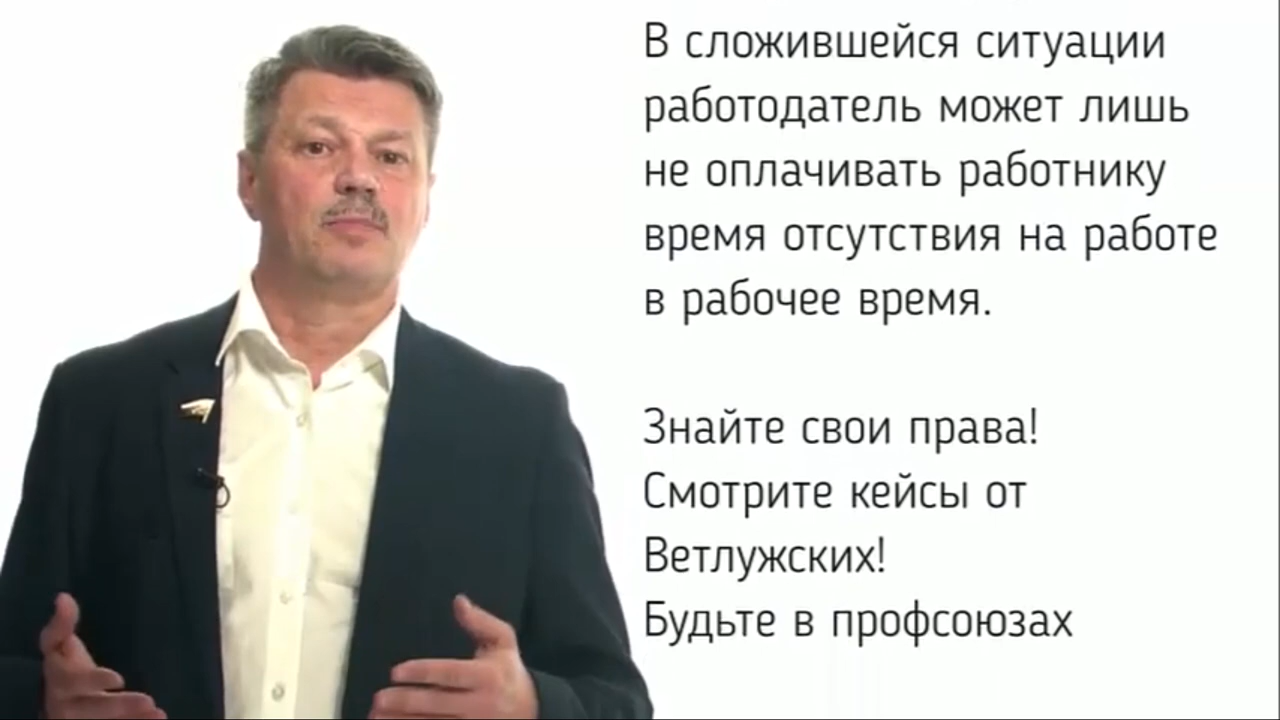 В сложившейся ситуации
работодатель может лишь
не оплачивать работнику
время отсутствия на работе
в рабочее время.
Знайте свои права!
Смотрите кейсы от
Ветлужских!
Будьте в профсоюзах